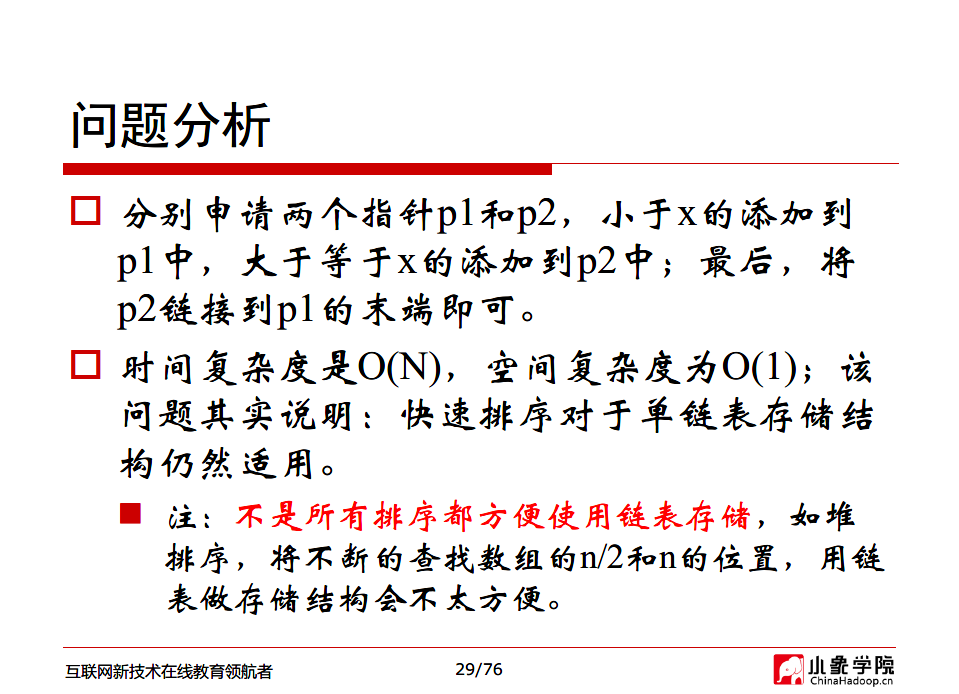 问题分析
分别申请两个指针p1和p2，小于x的添加到
p1中，大于等于x的添加到p2中；最后，将
p2链接到p1的末端即可。
时间复杂度是O(N)，空间复杂度为O(1)；该
问题其实说明：快速排序对于单链表存储结
构仍然适用。
注：不是所有排序都方便使用链表存储，如堆
排序，将不断的查找数组的n/2和n的位置，用链
表做存储结构会不太方便。
互联网新技术在线教育领航者
29/76
小象学院
ChinaHadoop.cn